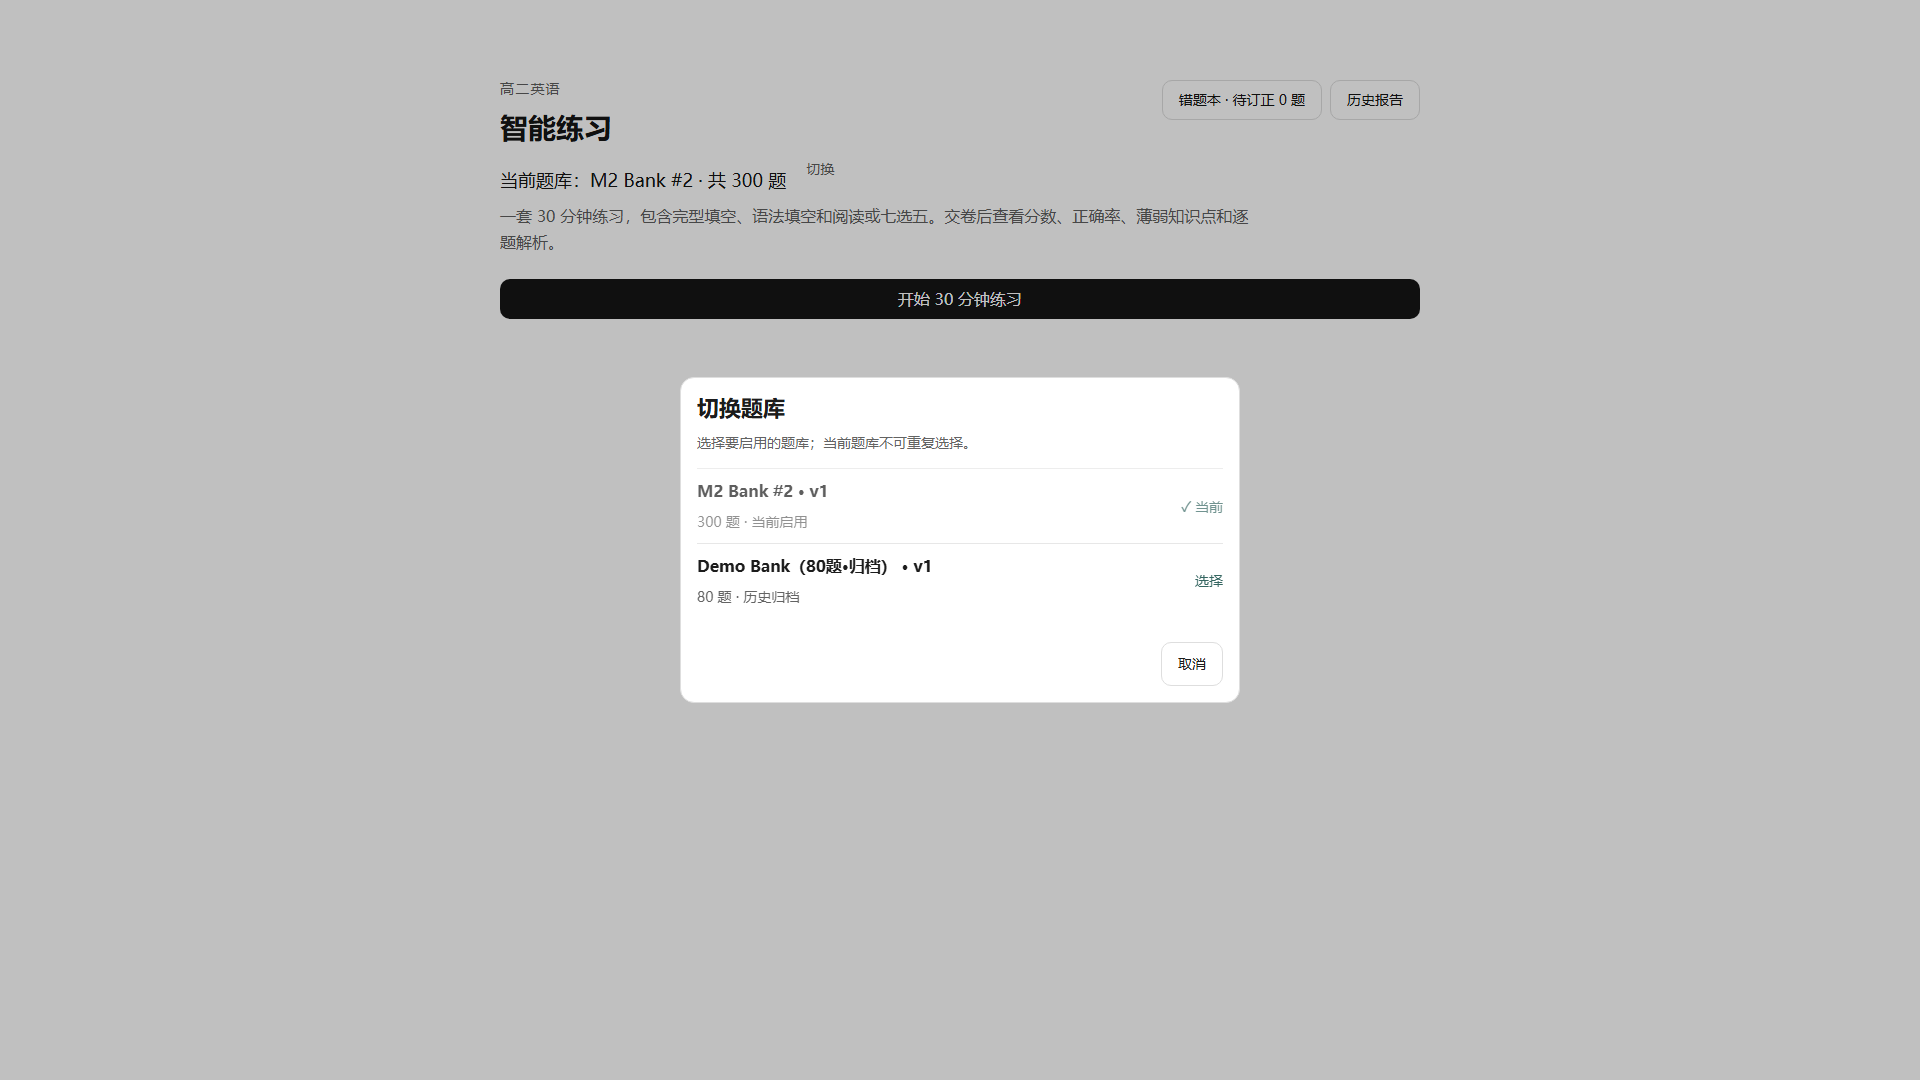 高二英语
智能练习
错题本 · 待订正 0 题
历史报告
当前题库：M2 Bank #2 · 共 300 题
切换
一套 30 分钟练习，包含完型填空、语法填空和阅读或七选五。交卷后查看分数、正确率、薄弱知识点和逐
题解析。
开始 30 分钟练习
切换题库
选择要启用的题库；当前题库不可重复选择。
M2 Bank #2 • v1
300 题 · 当前启用
✓ 当前
Demo Bank（80题•归档） • v1
80 题 · 历史归档
选择
取消